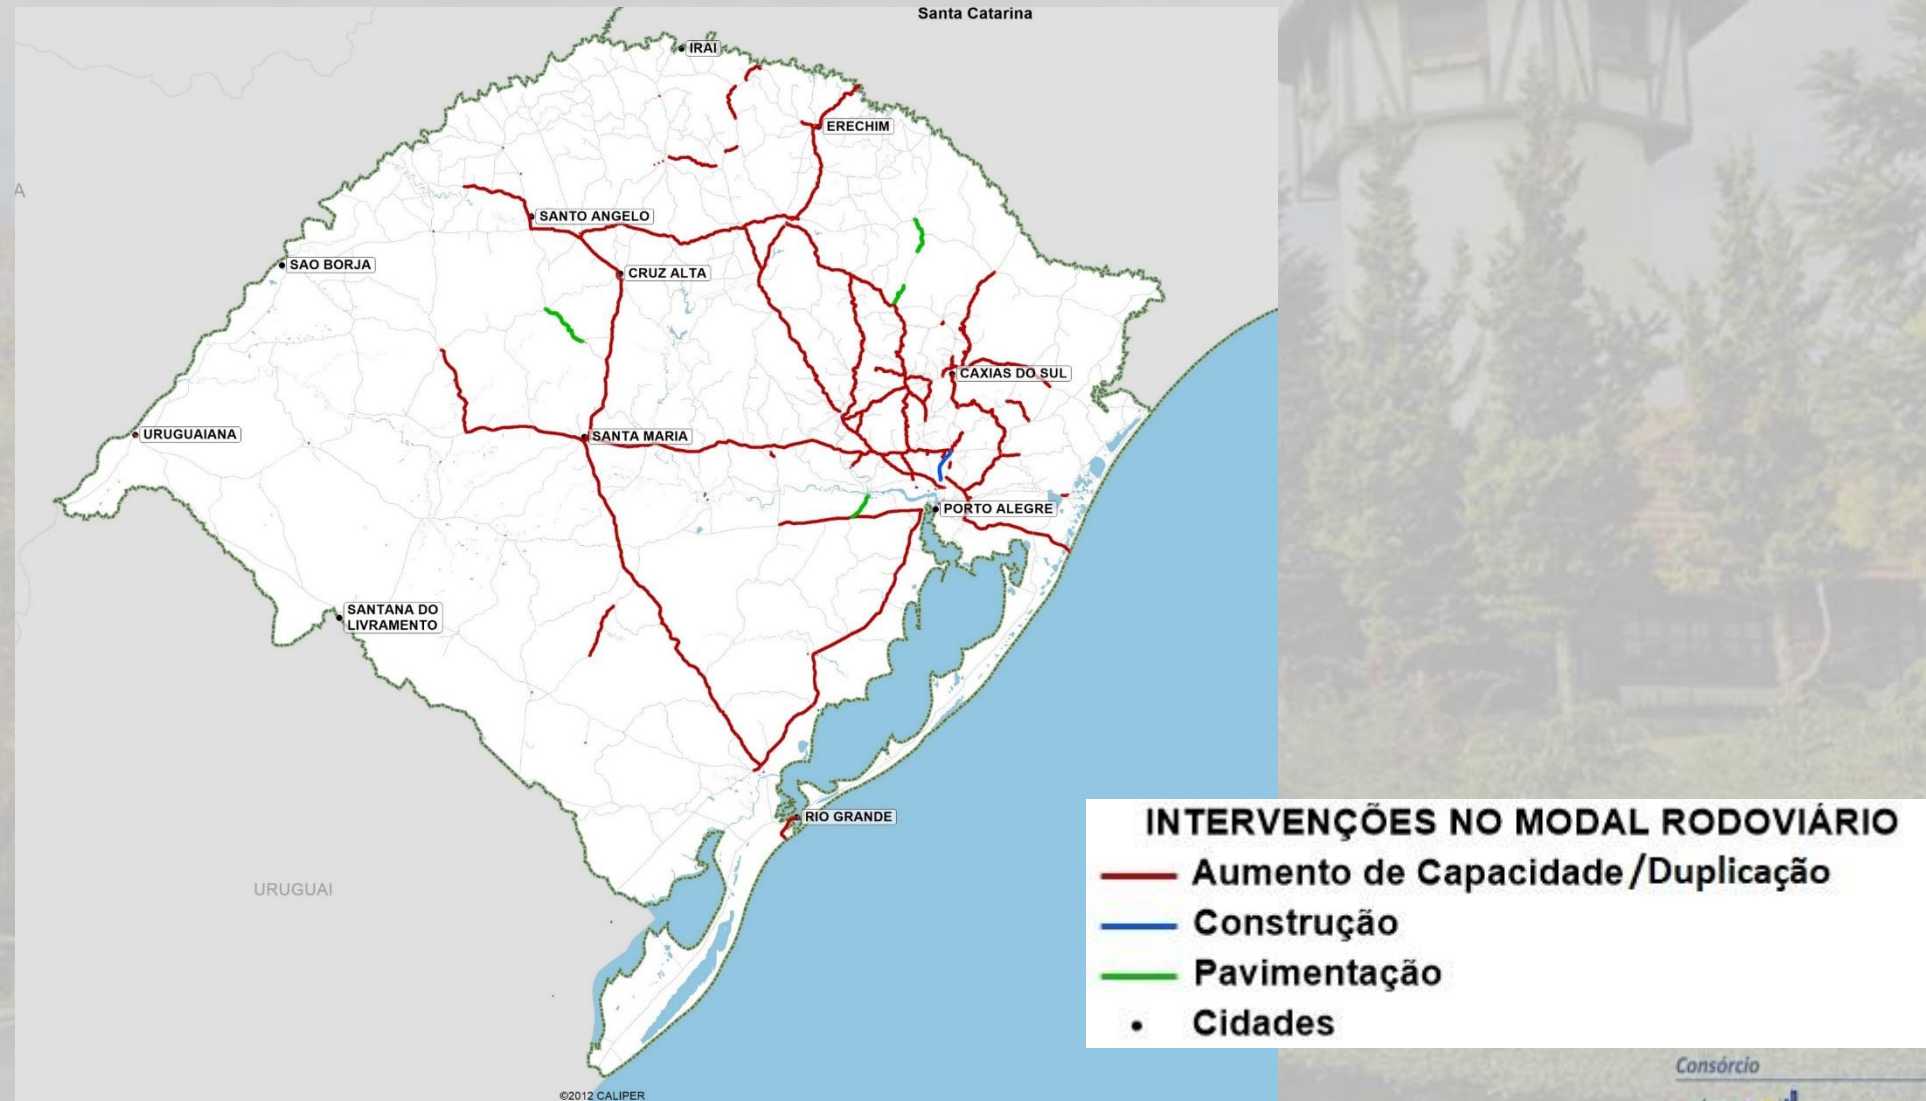 Santa Catarina
IRAI
ERECHIM
A
SANTO ANGELO
SAO BORJA
CRUZ ALTA
CAXIAS DO SUL
URUGUAIANA
SANTA MARIA
PORTO ALEGRE
SANTANA DO
LIVRAMENTO
RIO GRANDE
URUGUAI
©2012 CALIPER
INTERVENÇÕES NO MODAL RODOVIÁRIO
Aumento de Capacidade/Duplicação
Construção
Pavimentação
Cidades
Consórcio